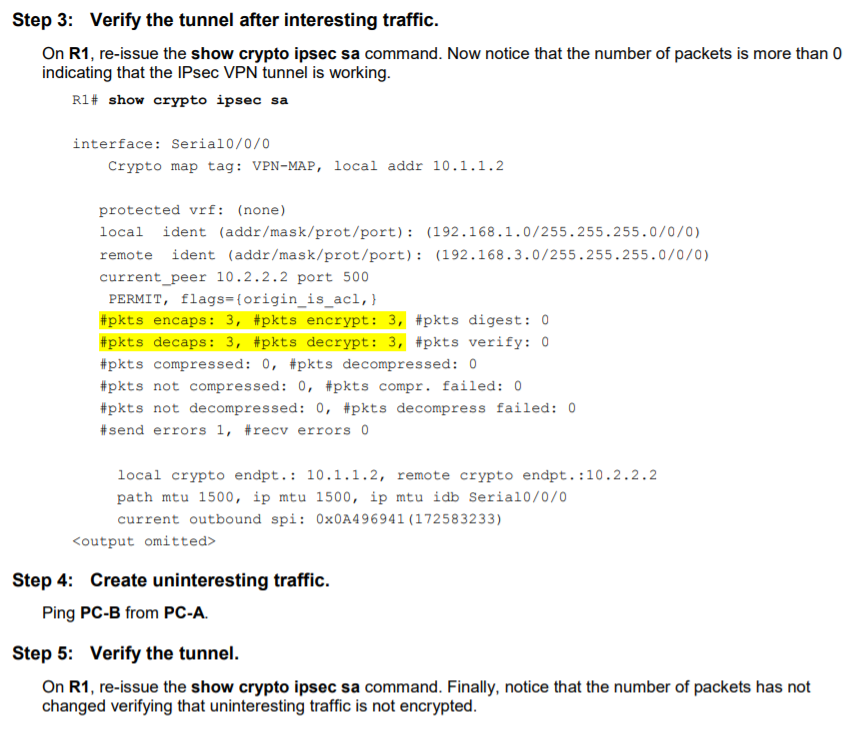 Step 3: Verify the tunnel after interesting traffic.
On R1, re-issue the show crypto ipsec sa command. Now notice that the number of packets is more than 0
indicating that the IPsec VPN tunnel is working.
R1# show crypto ipsec sa
interface: Serial0/0/0
Crypto map tag: VPN-MAP, local addr 10.1.1.2
protected vrf: (none)
local ident (addr/mask/prot/port): (192.168.1.0/255.255.255.0/0/0)
remote ident (addr/mask/prot/port): (192.168.3.0/255.255.255.0/0/0)
current_peer 10.2.2.2 port 500
PERMIT, flags={origin_is_acl,}
#pkts encaps: 3, #pkts encrypt: 3, #pkts digest: 0
#pkts decaps: 3, #pkts decrypt: 3, #pkts verify: 0
#pkts compressed: 0, #pkts decompressed: 0
#pkts not compressed: 0, #pkts compr. failed: 0
#pkts not decompressed: 0, #pkts decompress failed: 0
#send errors 1, #recv errors 0
local crypto endpt.: 10.1.1.2, remote crypto endpt.:10.2.2.2
path mtu 1500, ip mtu 1500, ip mtu idb Serial0/0/0
current outbound spi: 0x0A496941(172583233)
<output omitted>
Step 4: Create uninteresting traffic.
Ping PC-B from PC-A.
Step 5: Verify the tunnel.
On R1, re-issue the show crypto ipsec sa command. Finally, notice that the number of packets has not
changed verifying that uninteresting traffic is not encrypted.